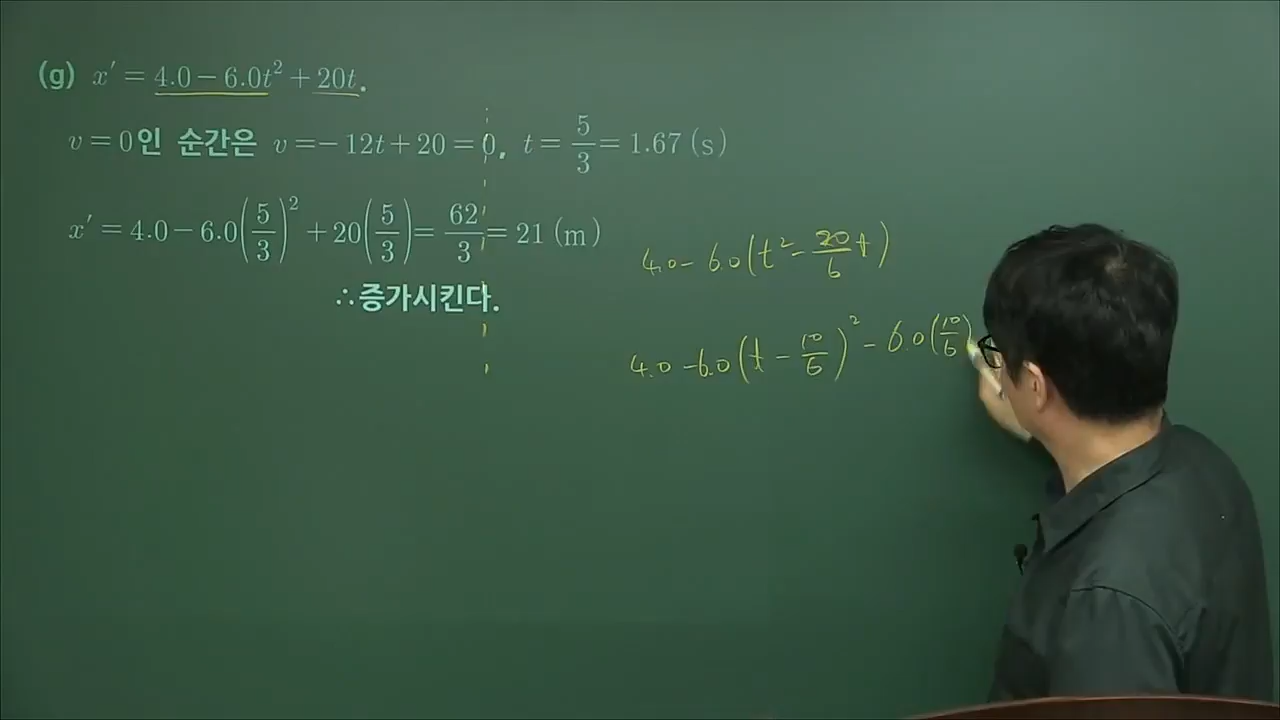 (g) x′ = 4.0 − 6.0t² + 20t.
v = 0인 순간은 v = − 12t + 20 = 0, t = 5/3 = 1.67 (s)
x′ = 4.0 − 6.0(5/3)² + 20(5/3) = 62/3 = 21 (m)
∴ 증가시킨다.
4.0 − 6.0(t² − 20/6 t)
4.0 − 6.0(t − 10/6)² − 6.0(10/6)